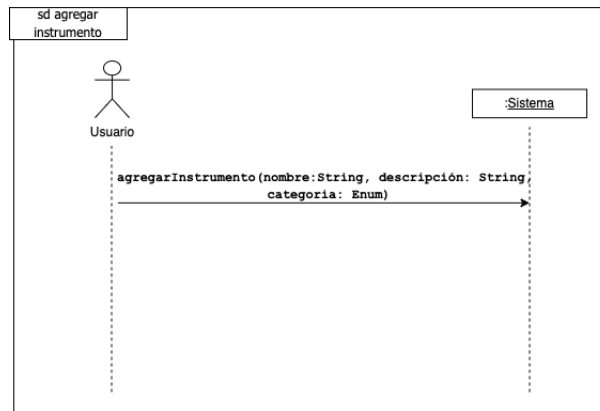 sd agregar
instrumento
Usuario
:Sistema
agregarInstrumento(nombre:String, descripción: String,
categoria: Enum)